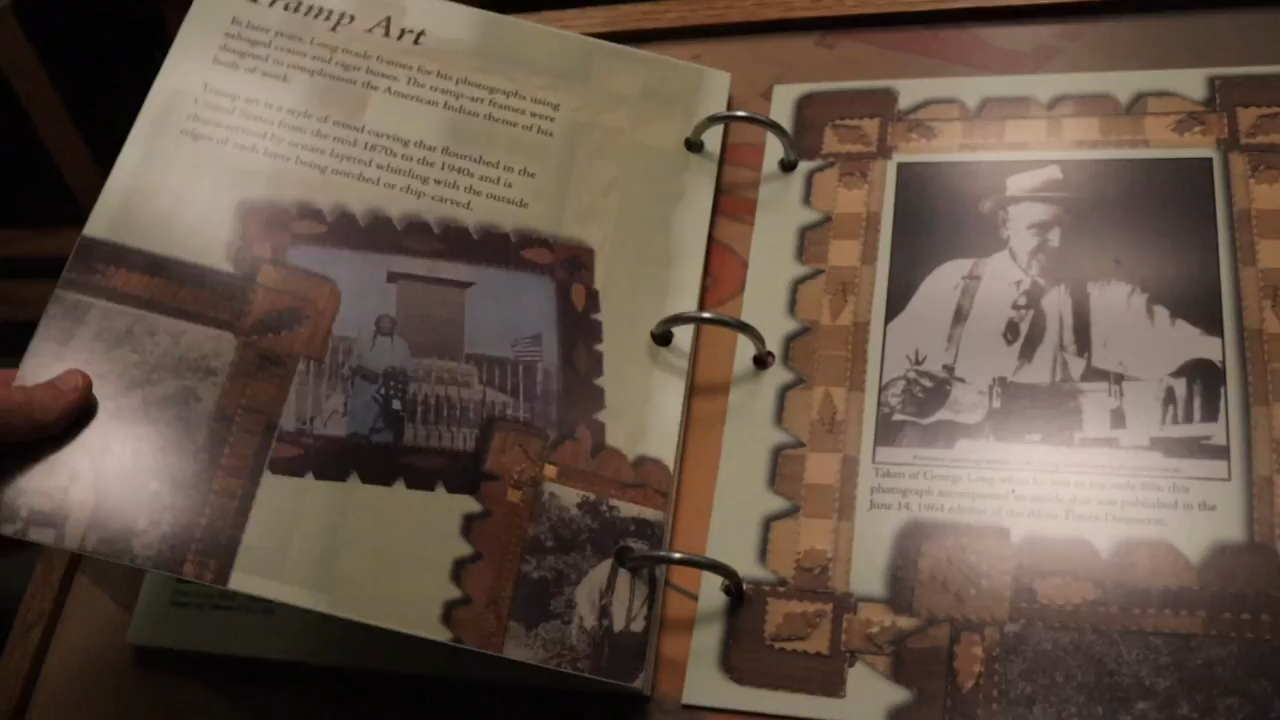 Tramp Art
In later years, Long made frames for his photographs using
salvaged crates and cigar boxes. The tramp-art frames were
designed to complement the American Indian theme of his
body of work.
Tramp art is a style of wood carving that flourished in the
United States from the mid-1870s to the 1940s and is
characterized by ornate layered whittling with the outside
edges of each layer being notched or chip-carved.
Taken of George Long when he was in his early 80s, this
photograph accompanied an article that was published in the
June 14, 1964 edition of the Altus Times-Democrat.